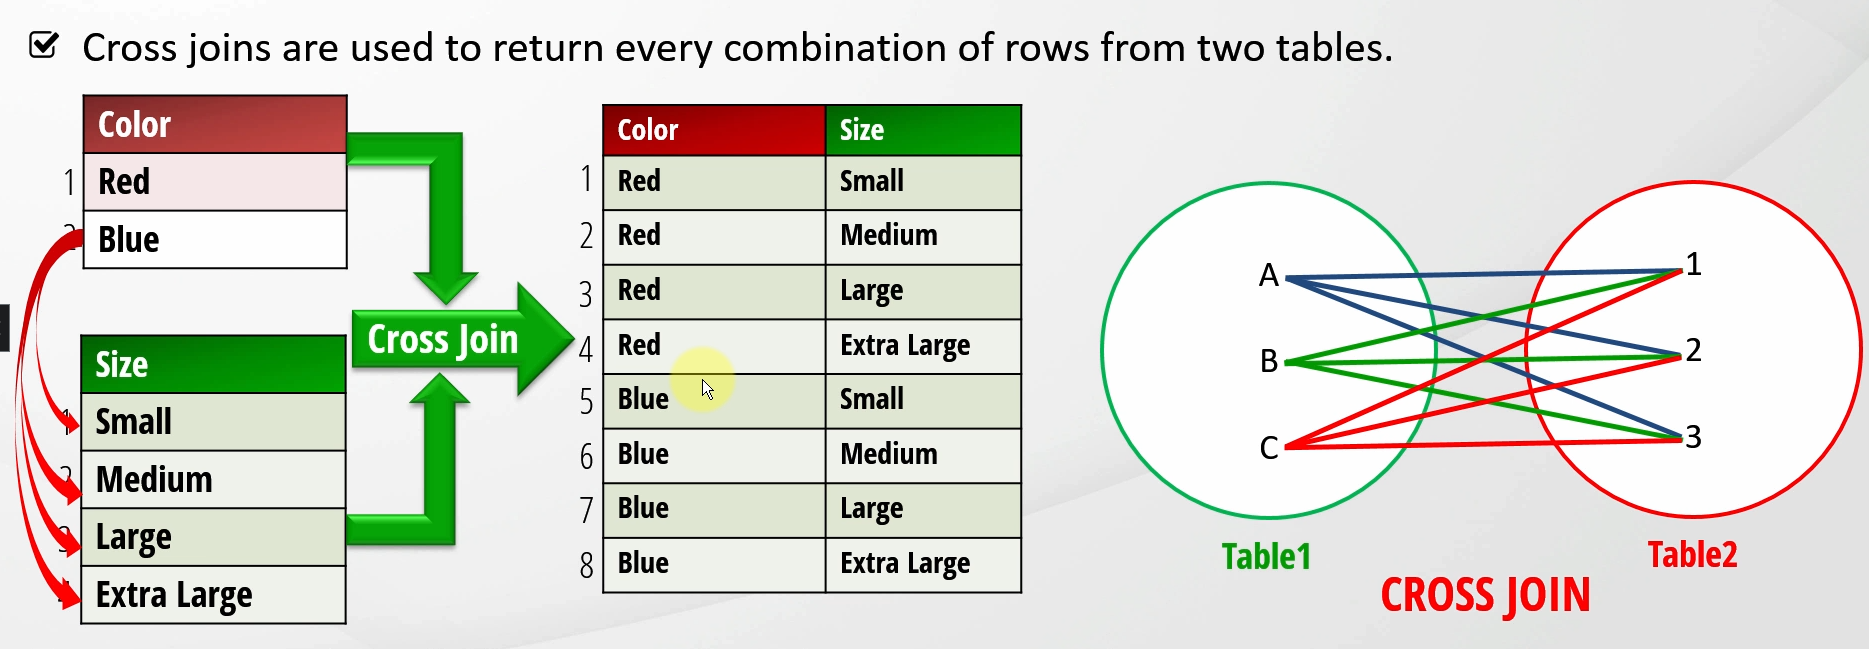 Cross joins are used to return every combination of rows from two tables.
Color
1 Red
2 Blue
Size
1 Small
2 Medium
3 Large
4 Extra Large
Cross Join
Color Size
1 Red Small
2 Red Medium
3 Red Large
4 Red Extra Large
5 Blue Small
6 Blue Medium
7 Blue Large
8 Blue Extra Large
A 1
B 2
C 3
Table1 Table2
CROSS JOIN